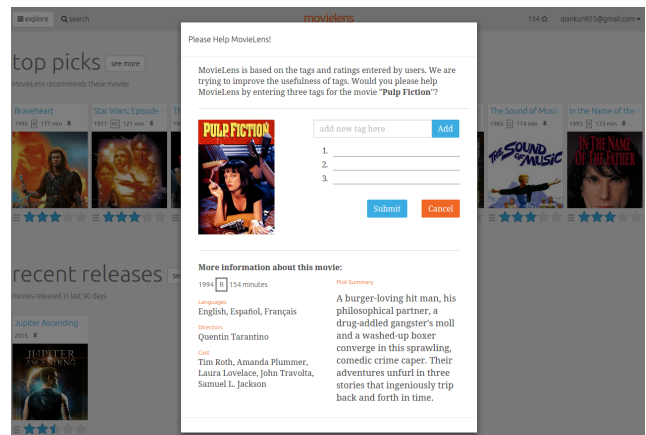 explore search movielens 134 qiankun925@gmail.com
Please Help MovieLens!
top picks see more
MovieLens recommends these movies
MovieLens is based on the tags and ratings entered by users. We are
trying to improve the usefulness of tags. Would you please help
MovieLens by entering three tags for the movie "Pulp Fiction"?
Braveheart Star Wars: Episode The Sound of Music In the Name of the
1995 R 177 min 1977 PG 121 min 1965 G 174 min 1993 R 133 min
PULP FICTION
add new tag here Add
1.
2.
3.
THE SOUND OF MUSIC
IN THE NAME
OF THE FATHER
Submit Cancel
recent releases
movies released in last 90 days
More information about this movie:
1994 R 154 minutes
Languages
English, Español, Français
Directors
Quentin Tarantino
Cast
Tim Roth, Amanda Plummer,
Laura Lovelace, John Travolta,
Samuel L. Jackson
Plot Summary
A burger-loving hit man, his
philosophical partner, a
drug-addled gangster's moll
and a washed-up boxer
converge in this sprawling,
comedic crime caper. Their
adventures unfurl in three
stories that ingeniously trip
back and forth in time.
Jupiter Ascending
2015
JUPITER
ASCENDING